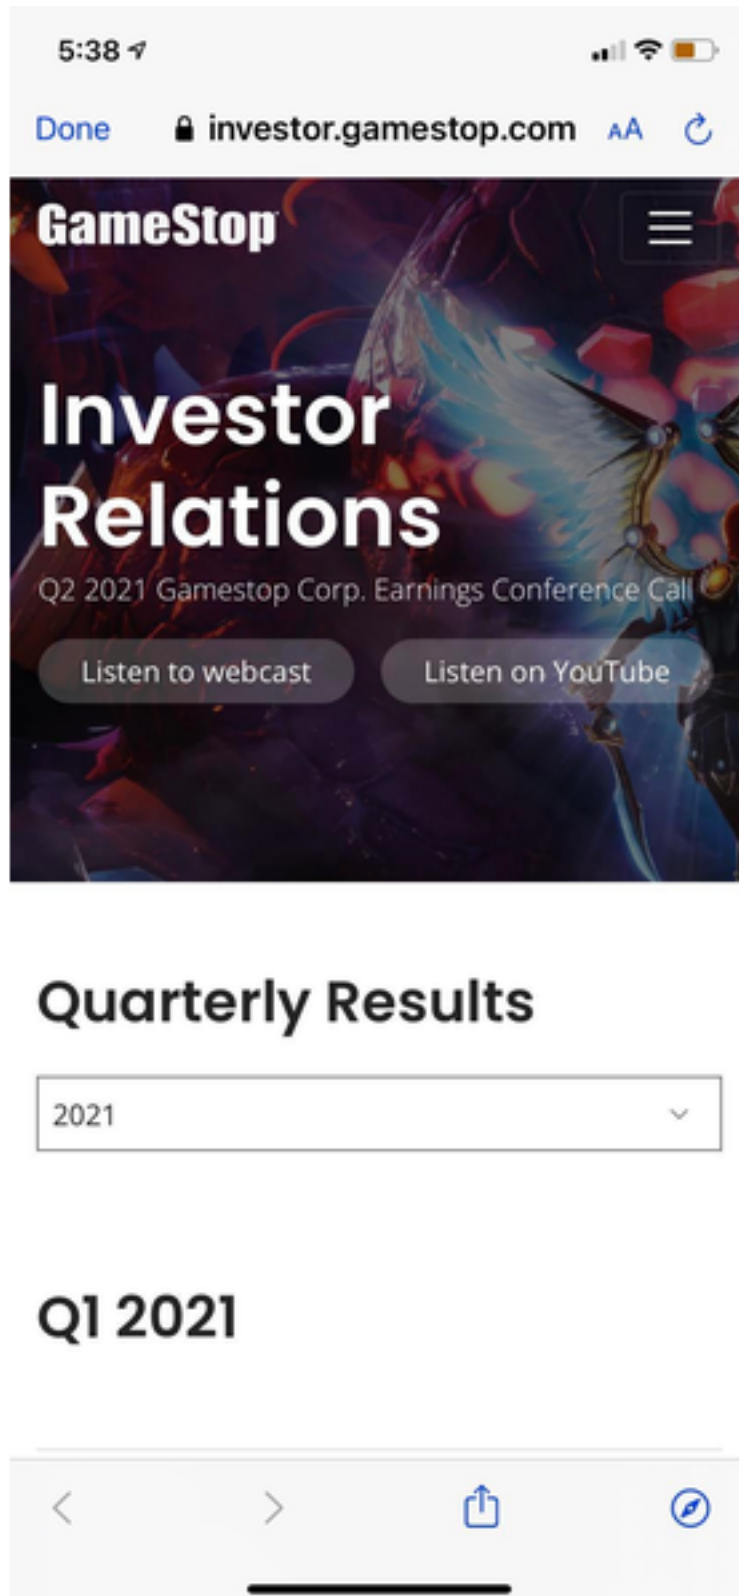 5:38
Done investor.gamestop.com AA
GameStop
Investor
Relations
Q2 2021 Gamestop Corp. Earnings Conference Call
Listen to webcast Listen on YouTube
Quarterly Results
2021
Q1 2021